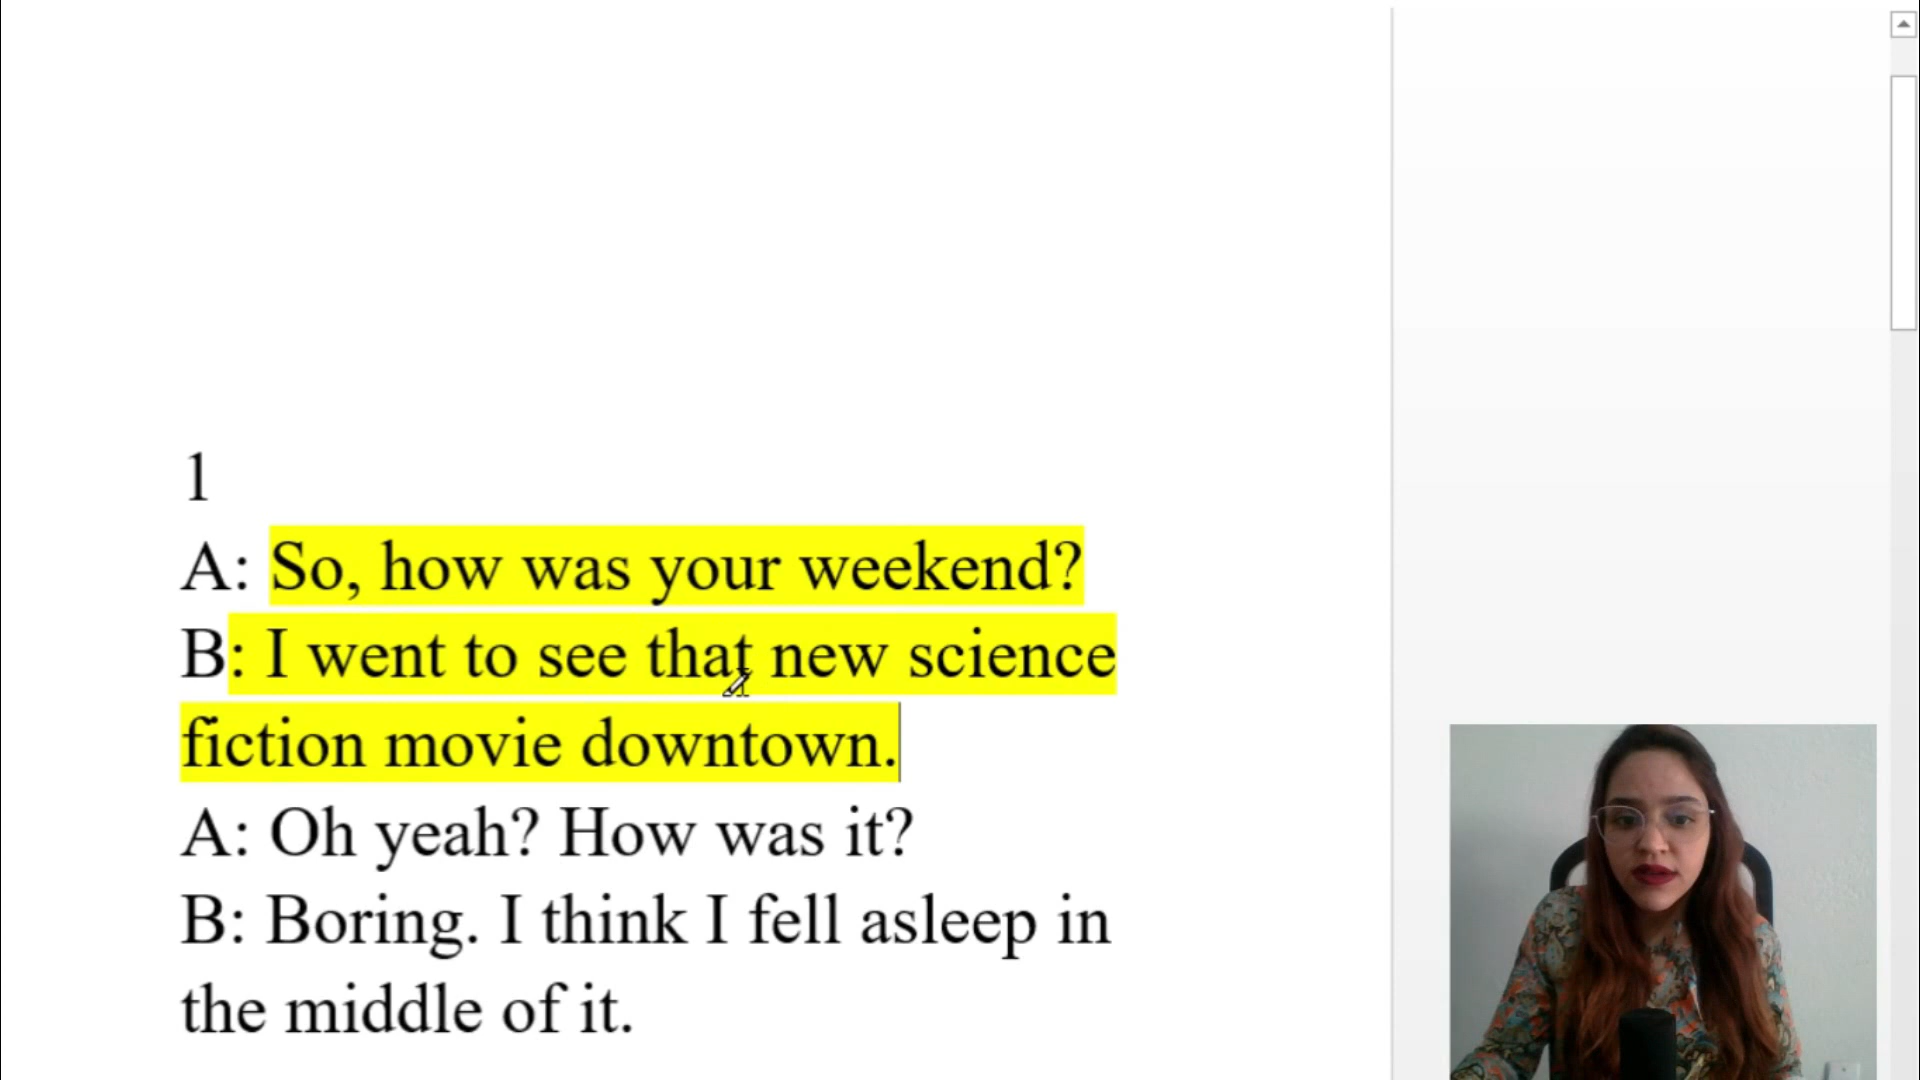 1
A: So, how was your weekend?
B: I went to see that new science
fiction movie downtown.
A: Oh yeah? How was it?
B: Boring. I think I fell asleep in
the middle of it.